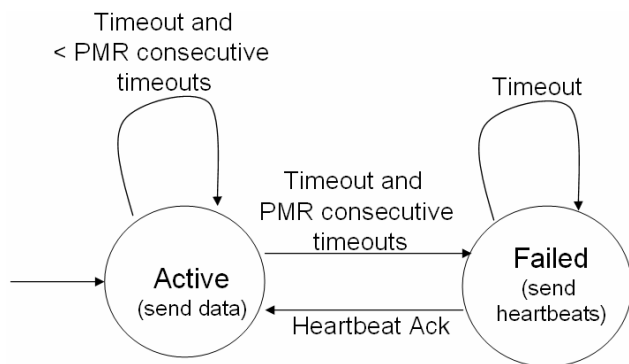 Timeout and
< PMR consecutive
timeouts
Timeout
Timeout and
PMR consecutive
timeouts
Active
(send data)
Failed
(send
heartbeats)
Heartbeat Ack